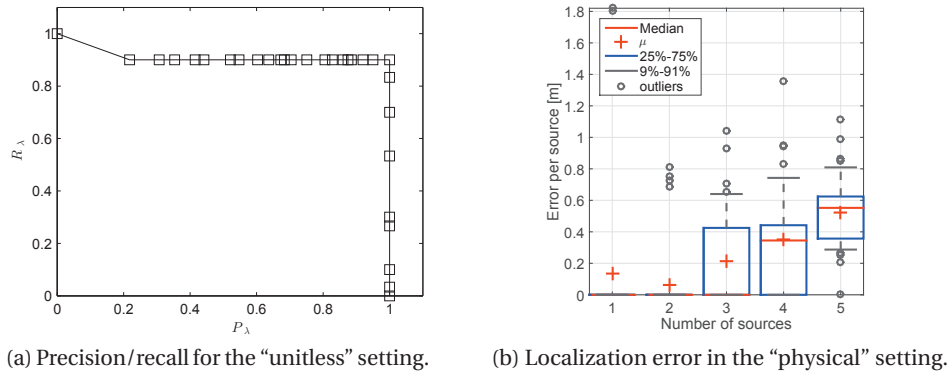 1
0.8
0.6
0.4
0.2
0
R λ
0 0.2 0.4 0.6 0.8 1
P λ
(a) Precision/recall for the “unitless” setting.
1.8
1.6
1.4
1.2
1
0.8
0.6
0.4
0.2
0
Error per source [m]
Median
μ
25%-75%
9%-91%
outliers
1 2 3 4 5
Number of sources
(b) Localization error in the “physical” setting.